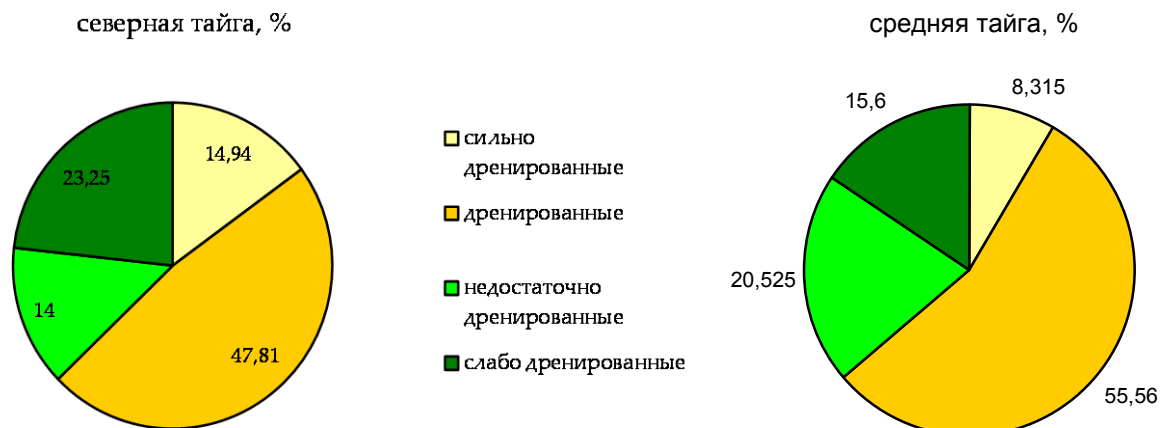 северная тайга, %
14,94
47,81
14
23,25
сильно
дренированные
дренированные
недостаточно
дренированные
слабо дренированные
средняя тайга, %
8,315
55,56
20,525
15,6